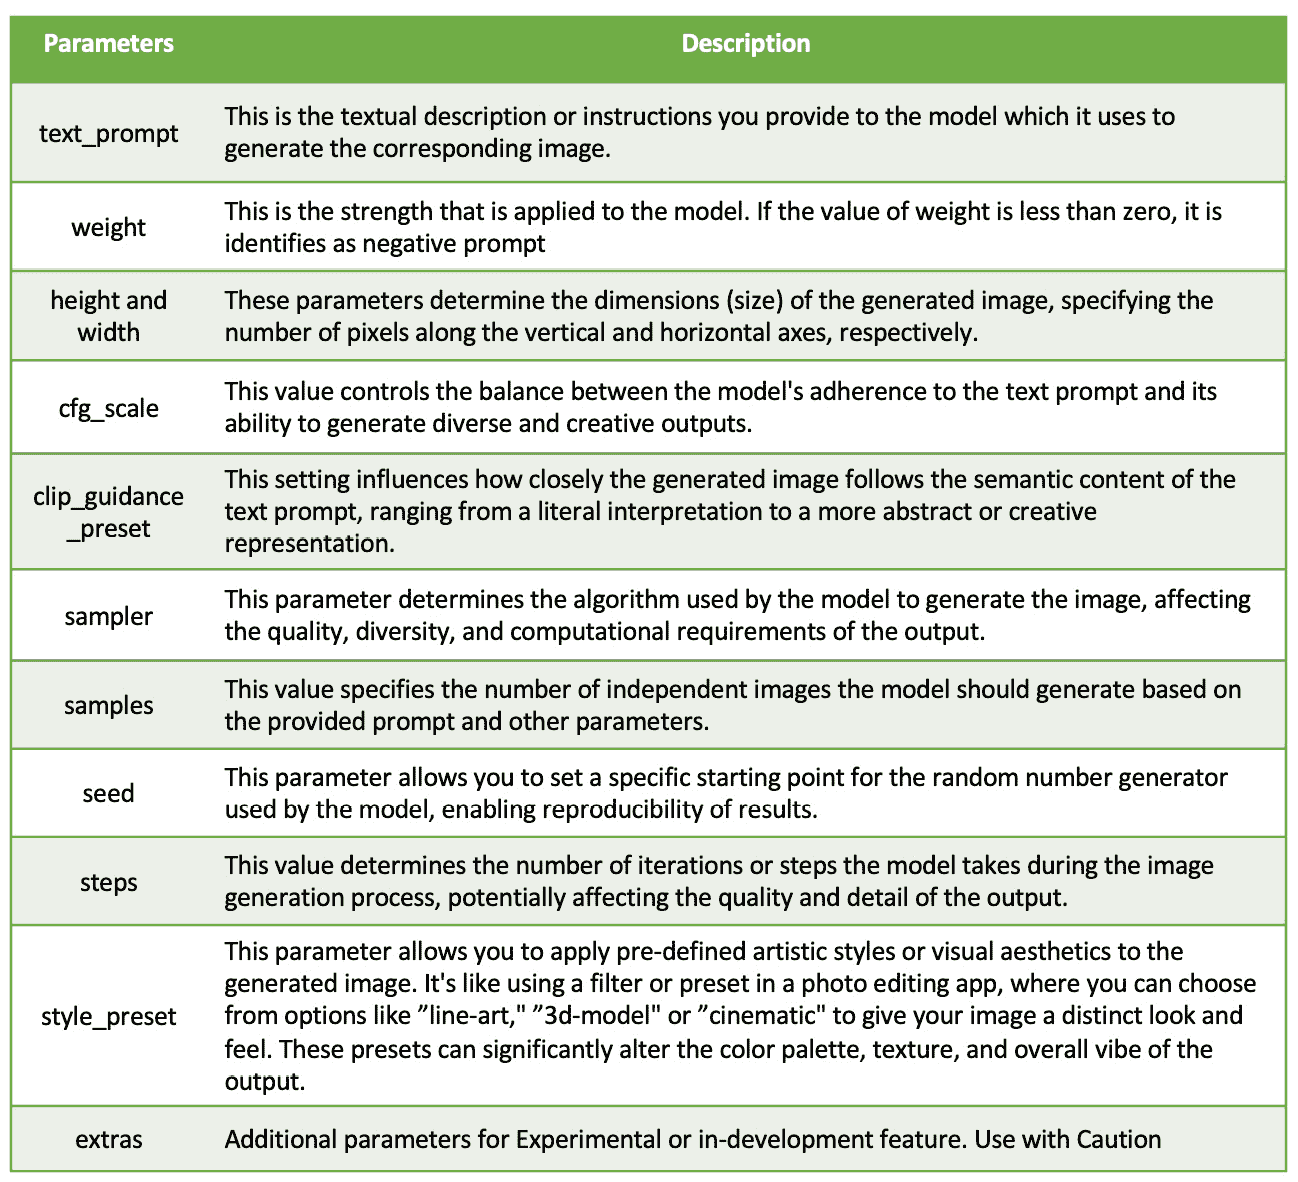 Parameters
Description
text_prompt
This is the textual description or instructions you provide to the model which it uses to
generate the corresponding image.
weight
This is the strength that is applied to the model. If the value of weight is less than zero, it is
identifies as negative prompt
height and
width
These parameters determine the dimensions (size) of the generated image, specifying the
number of pixels along the vertical and horizontal axes, respectively.
cfg_scale
This value controls the balance between the model's adherence to the text prompt and its
ability to generate diverse and creative outputs.
clip_guidance
_preset
This setting influences how closely the generated image follows the semantic content of the
text prompt, ranging from a literal interpretation to a more abstract or creative
representation.
sampler
This parameter determines the algorithm used by the model to generate the image, affecting
the quality, diversity, and computational requirements of the output.
samples
This value specifies the number of independent images the model should generate based on
the provided prompt and other parameters.
seed
This parameter allows you to set a specific starting point for the random number generator
used by the model, enabling reproducibility of results.
steps
This value determines the number of iterations or steps the model takes during the image
generation process, potentially affecting the quality and detail of the output.
style_preset
This parameter allows you to apply pre-defined artistic styles or visual aesthetics to the
generated image. It's like using a filter or preset in a photo editing app, where you can choose
from options like ”line-art," ”3d-model" or ”cinematic" to give your image a distinct look and
feel. These presets can significantly alter the color palette, texture, and overall vibe of the
output.
extras
Additional parameters for Experimental or in-development feature. Use with Caution